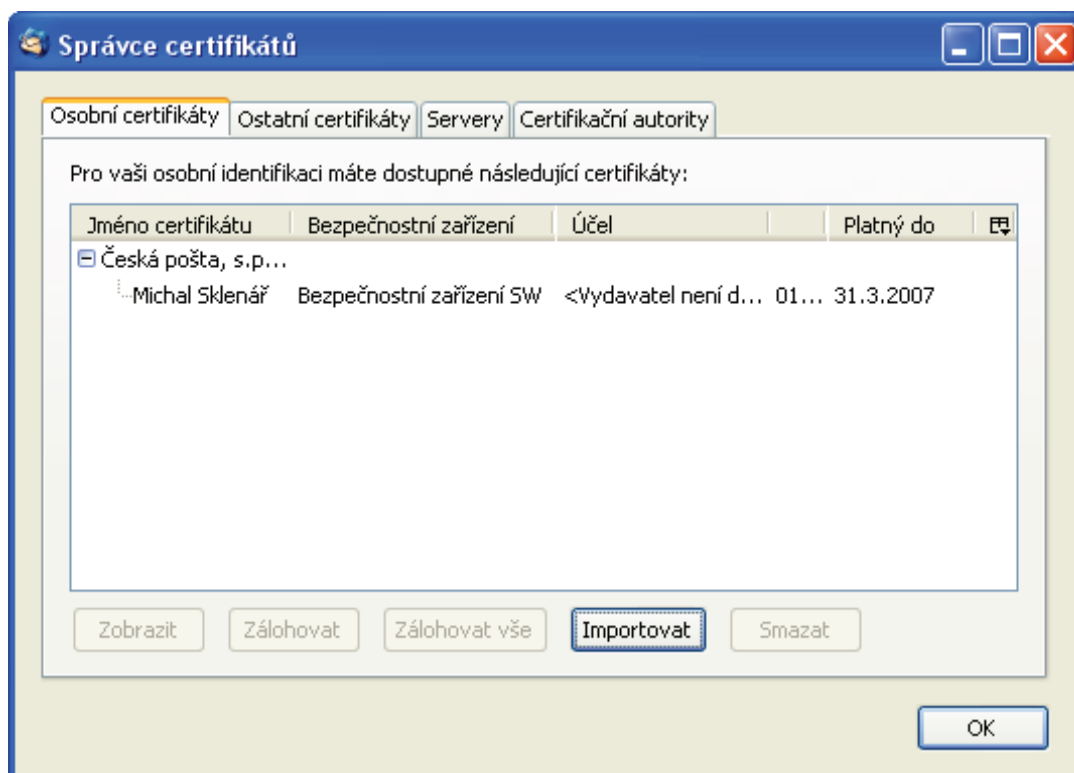 Správce certifikátů
Osobní certifikáty Ostatní certifikáty Servery Certifikační autority
Pro vaši osobní identifikaci máte dostupné následující certifikáty:
Jméno certifikátu Bezpečnostní zařízení Účel Platný do
Česká pošta, s.p...
Michal Sklenář Bezpečnostní zařízení SW <Vydavatel není d... 01... 31.3.2007
Zobrazit Zálohovat Zálohovat vše Importovat Smazat
OK